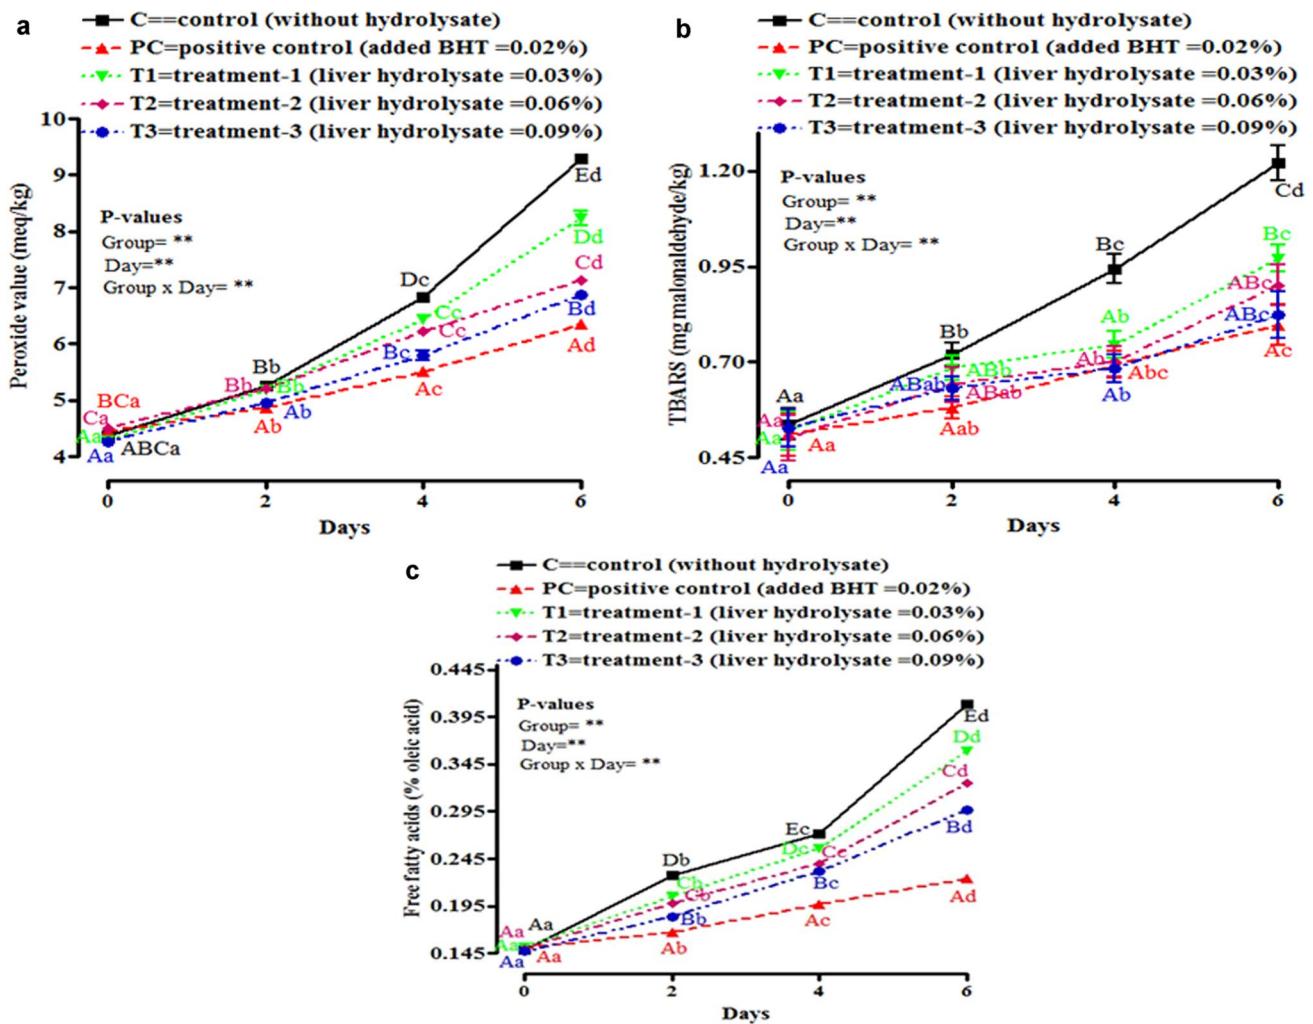 a
C==control (without hydrolysate)
PC=positive control (added BHT =0.02%)
T1=treatment-1 (liver hydrolysate =0.03%)
T2=treatment-2 (liver hydrolysate =0.06%)
T3=treatment-3 (liver hydrolysate =0.09%)
Peroxide value (meq/kg)
10
9
8
7
6
5
4
P-values
Group= **
Day=**
Group x Day= **
Ed
Dd
Cd
Bd
Ad
Dc
Cc
Cc
Bc
Ac
Bb
Bb
Bb
Ab
Ab
BCa
Ca
Aa
ABCa
Aa
0
2
4
6
Days
b
C==control (without hydrolysate)
PC=positive control (added BHT =0.02%)
T1=treatment-1 (liver hydrolysate =0.03%)
T2=treatment-2 (liver hydrolysate =0.06%)
T3=treatment-3 (liver hydrolysate =0.09%)
TBARS (mg malonaldehyde/kg)
1.20
0.95
0.70
0.45
P-values
Group= **
Day=**
Group x Day= **
Cd
Bc
Bc
ABc
ABc
Ac
Ab
Ab
Abc
Ab
Bb
ABb
ABab
ABab
Aab
Aa
Aa
Aa
Aa
Aa
0
2
4
6
Days
c
C==control (without hydrolysate)
PC=positive control (added BHT =0.02%)
T1=treatment-1 (liver hydrolysate =0.03%)
T2=treatment-2 (liver hydrolysate =0.06%)
T3=treatment-3 (liver hydrolysate =0.09%)
Free fatty acids (% oleic acid)
0.445
0.395
0.345
0.295
0.245
0.195
0.145
P-values
Group= **
Day=**
Group x Day= **
Ed
Dd
Cd
Bd
Ad
Ec
Dc
Cc
Bc
Ac
Db
Cb
Cb
Bb
Ab
Aa
Aa
Aa
Aa
Aa
0
2
4
6
Days